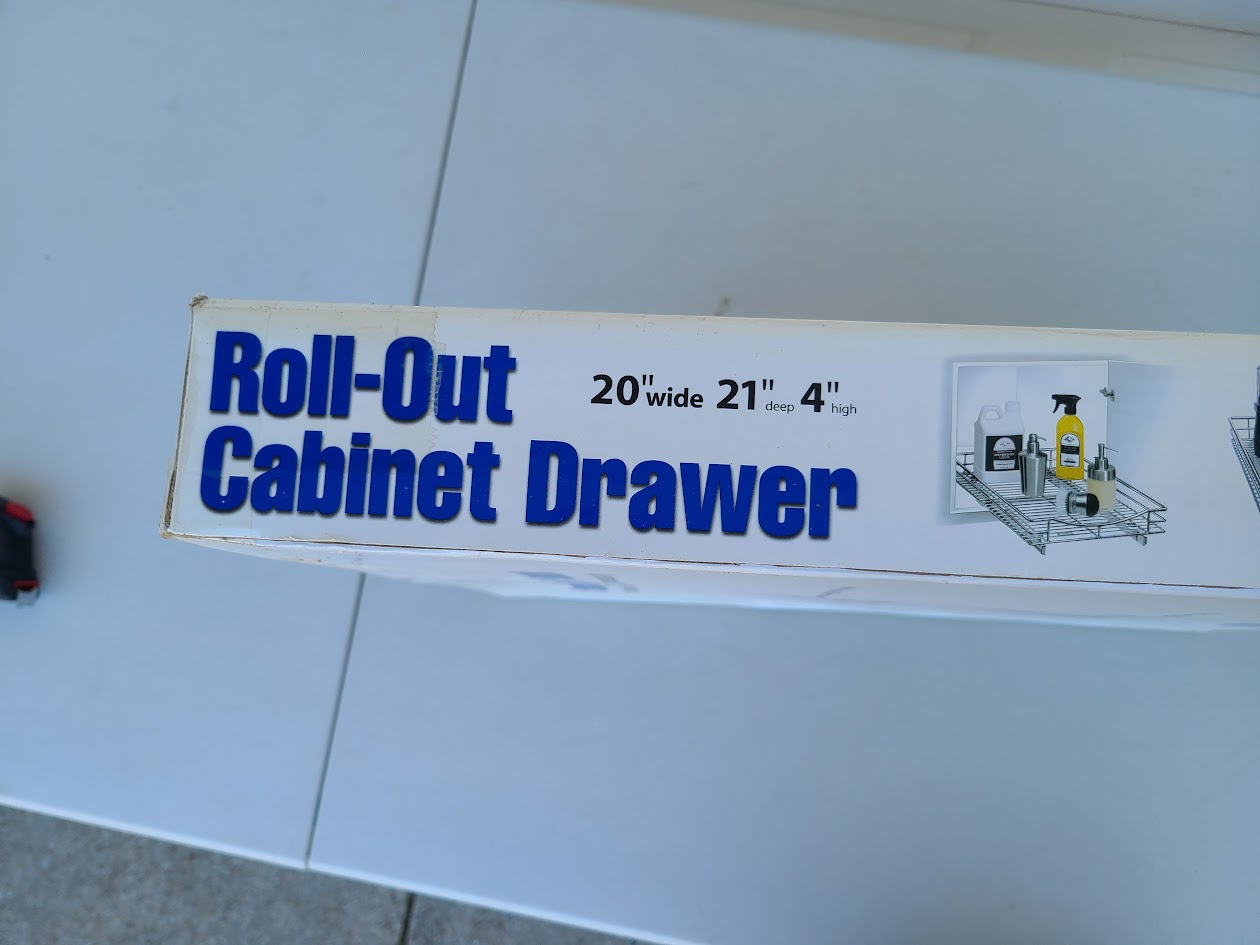 Roll-Out
Cabinet Drawer
20" wide 21" deep 4" high